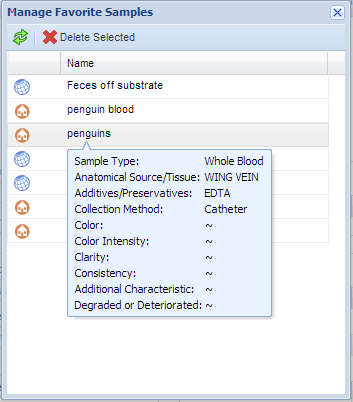 Manage Favorite Samples
Delete Selected
Name
Feces off substrate
penguin blood
penguins
Sample Type: Whole Blood
Anatomical Source/Tissue: WING VEIN
Additives/Preservatives: EDTA
Collection Method: Catheter
Color: ~
Color Intensity: ~
Clarity: ~
Consistency: ~
Additional Characteristic: ~
Degraded or Deteriorated: ~